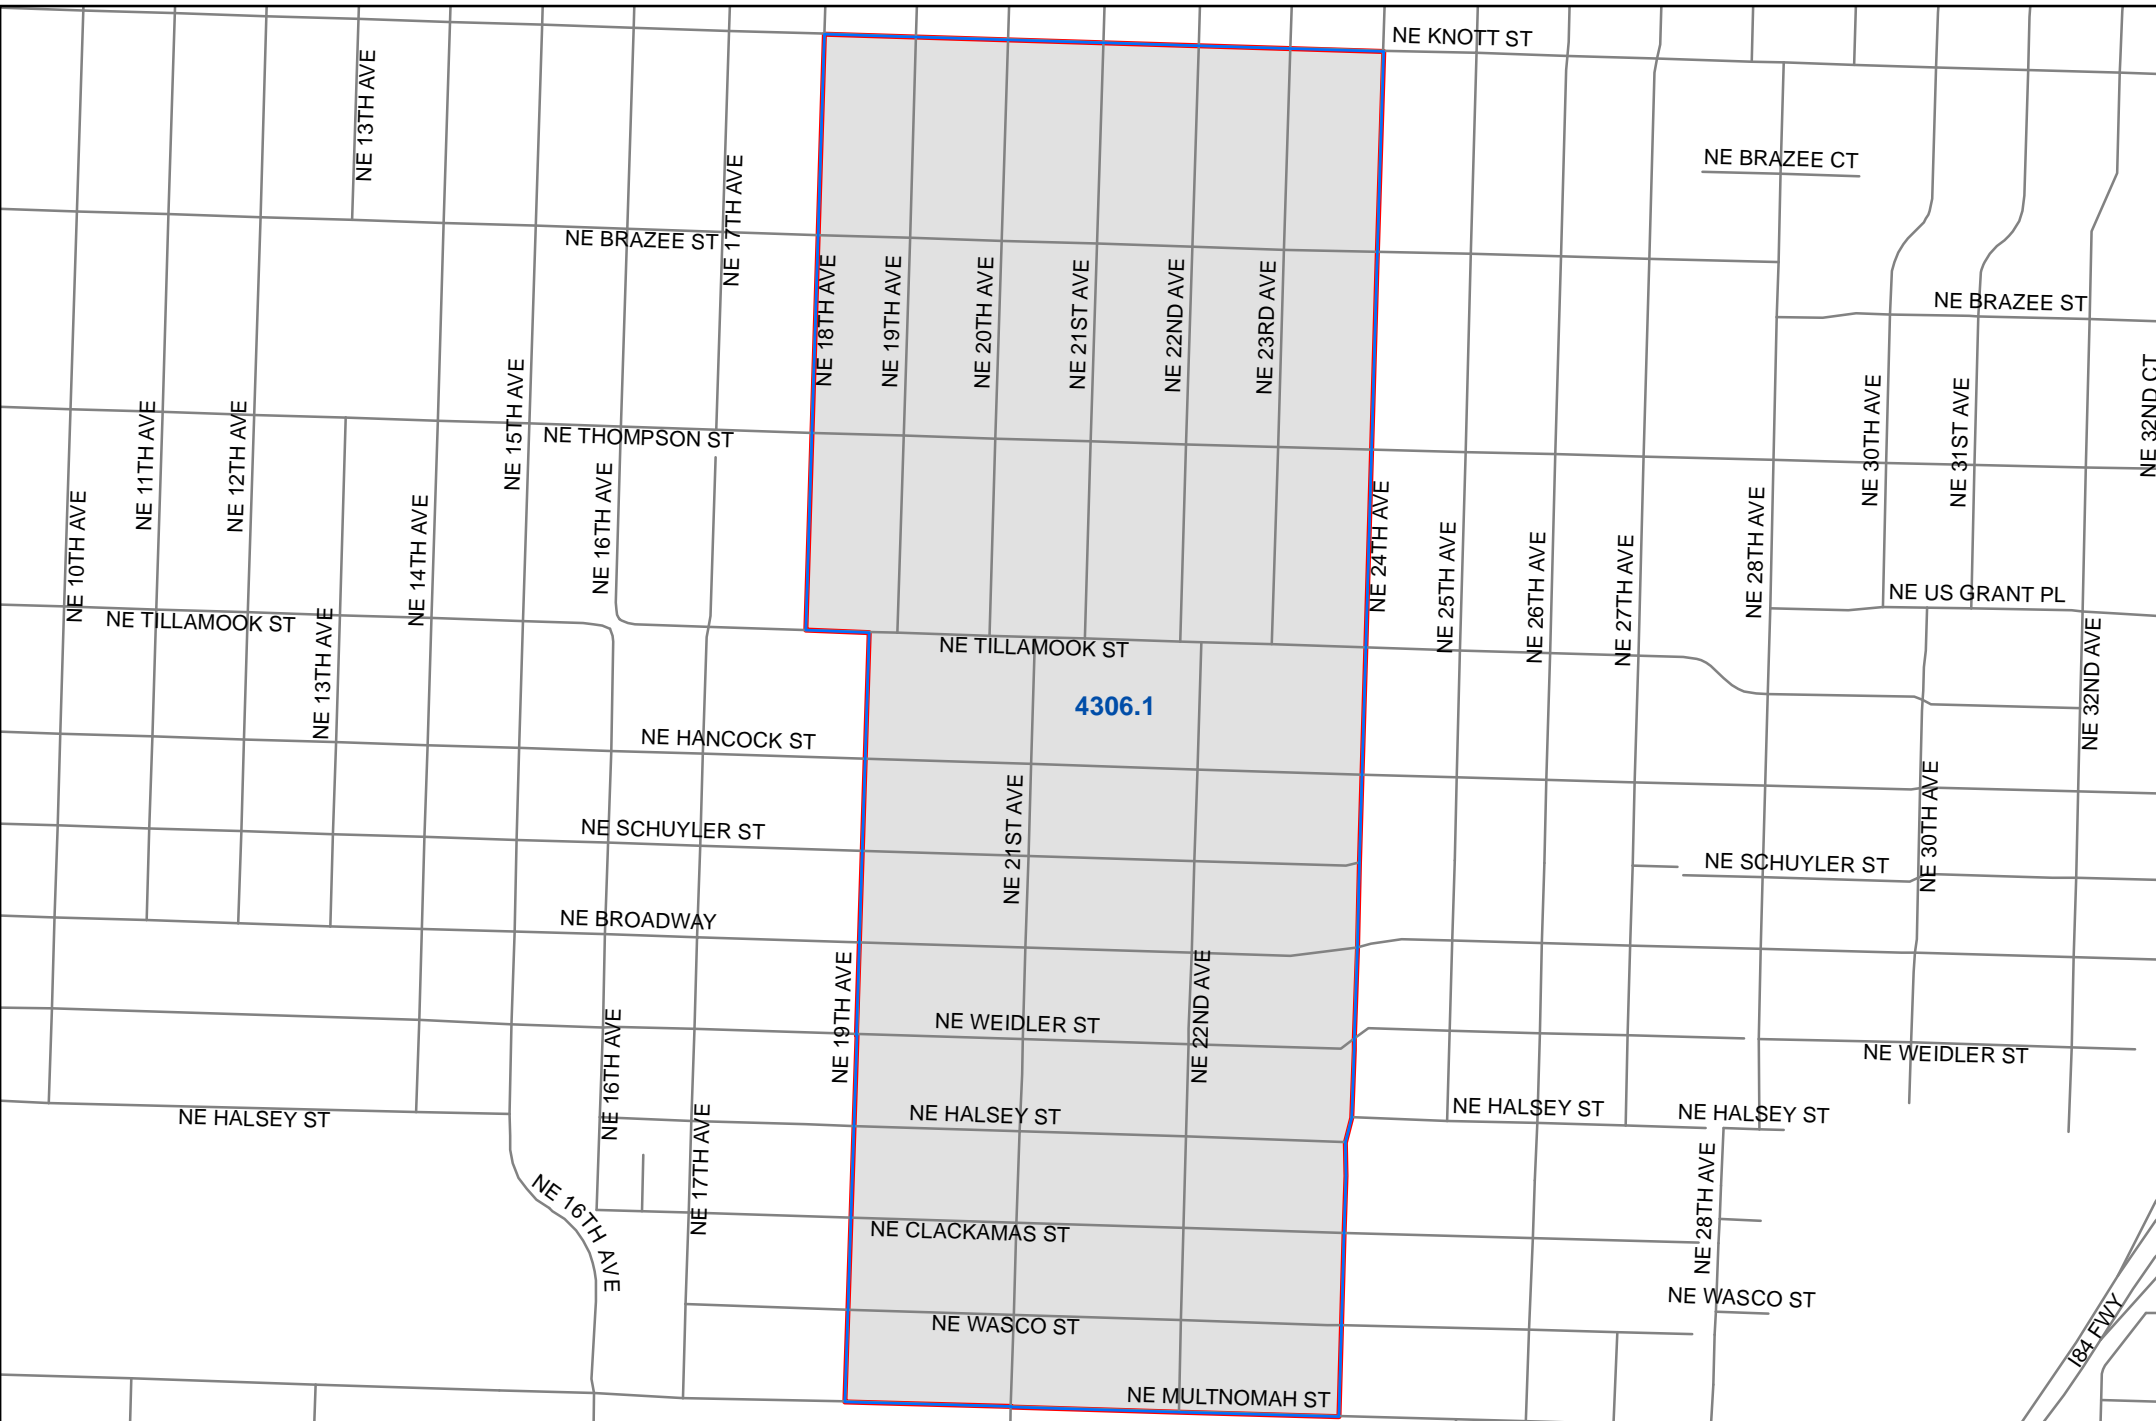 NE KNOTT ST
NE 13TH AVE
NE BRAZEE CT
NE 17TH AVE
NE BRAZEE ST
NE 18TH AVE
NE 19TH AVE
NE 20TH AVE
NE 21ST AVE
NE 22ND AVE
NE 23RD AVE
NE BRAZEE ST
NE 32ND CT
NE 15TH AVE
NE 11TH AVE
NE 12TH AVE
NE THOMPSON ST
NE 30TH AVE
NE 31ST AVE
NE 10TH AVE
NE 14TH AVE
NE 16TH AVE
NE 24TH AVE
NE 25TH AVE
NE 26TH AVE
NE 27TH AVE
NE 28TH AVE
NE US GRANT PL
NE TILLAMOOK ST
NE 13TH AVE
NE TILLAMOOK ST
NE 32ND AVE
4306.1
NE HANCOCK ST
NE 21ST AVE
NE SCHUYLER ST
NE 30TH AVE
NE SCHUYLER ST
NE BROADWAY
NE 19TH AVE
NE 22ND AVE
NE 16TH AVE
NE WEIDLER ST
NE WEIDLER ST
NE HALSEY ST
NE HALSEY ST
NE HALSEY ST
NE HALSEY ST
NE 17TH AVE
NE 16TH AVE
NE 28TH AVE
NE CLACKAMAS ST
NE WASCO ST
NE WASCO ST
I84 FWY
NE MULTNOMAH ST